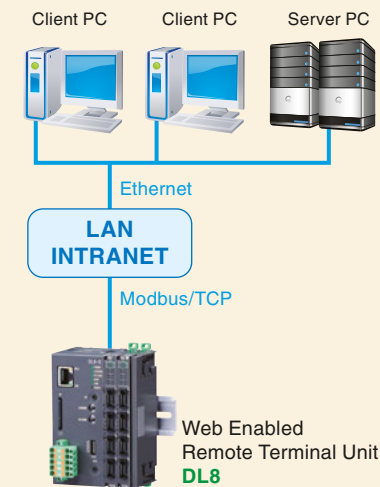 Client PC
Client PC
Server PC
Ethernet
LAN
INTRANET
Modbus/TCP
Web Enabled
Remote Terminal Unit
DL8